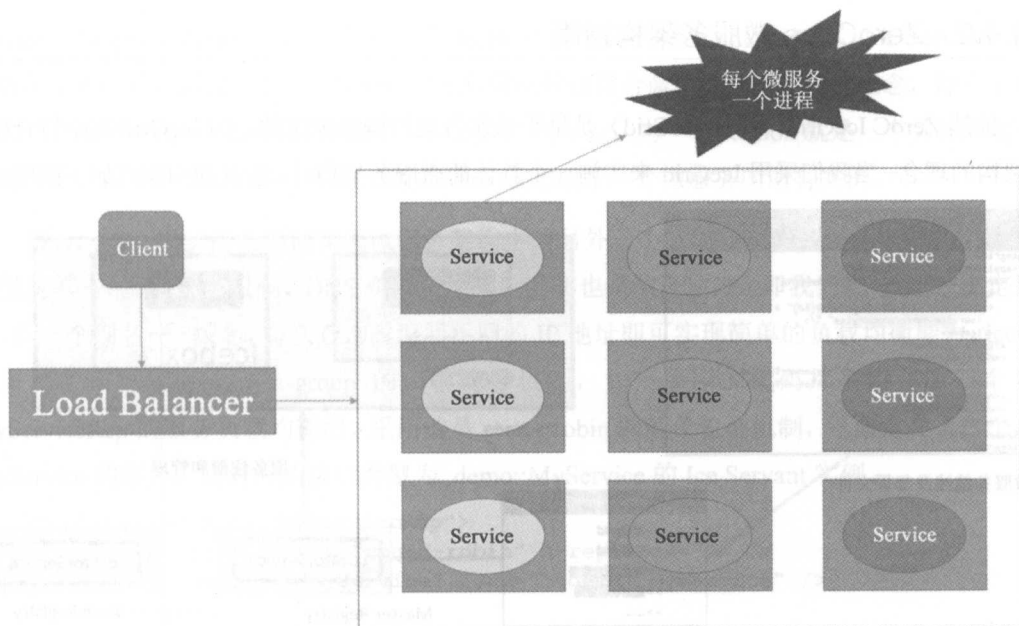 每个微服务
一个进程
Client
Service
Service
Service
Load Balancer
Service
Service
Service
Service
Service
Service